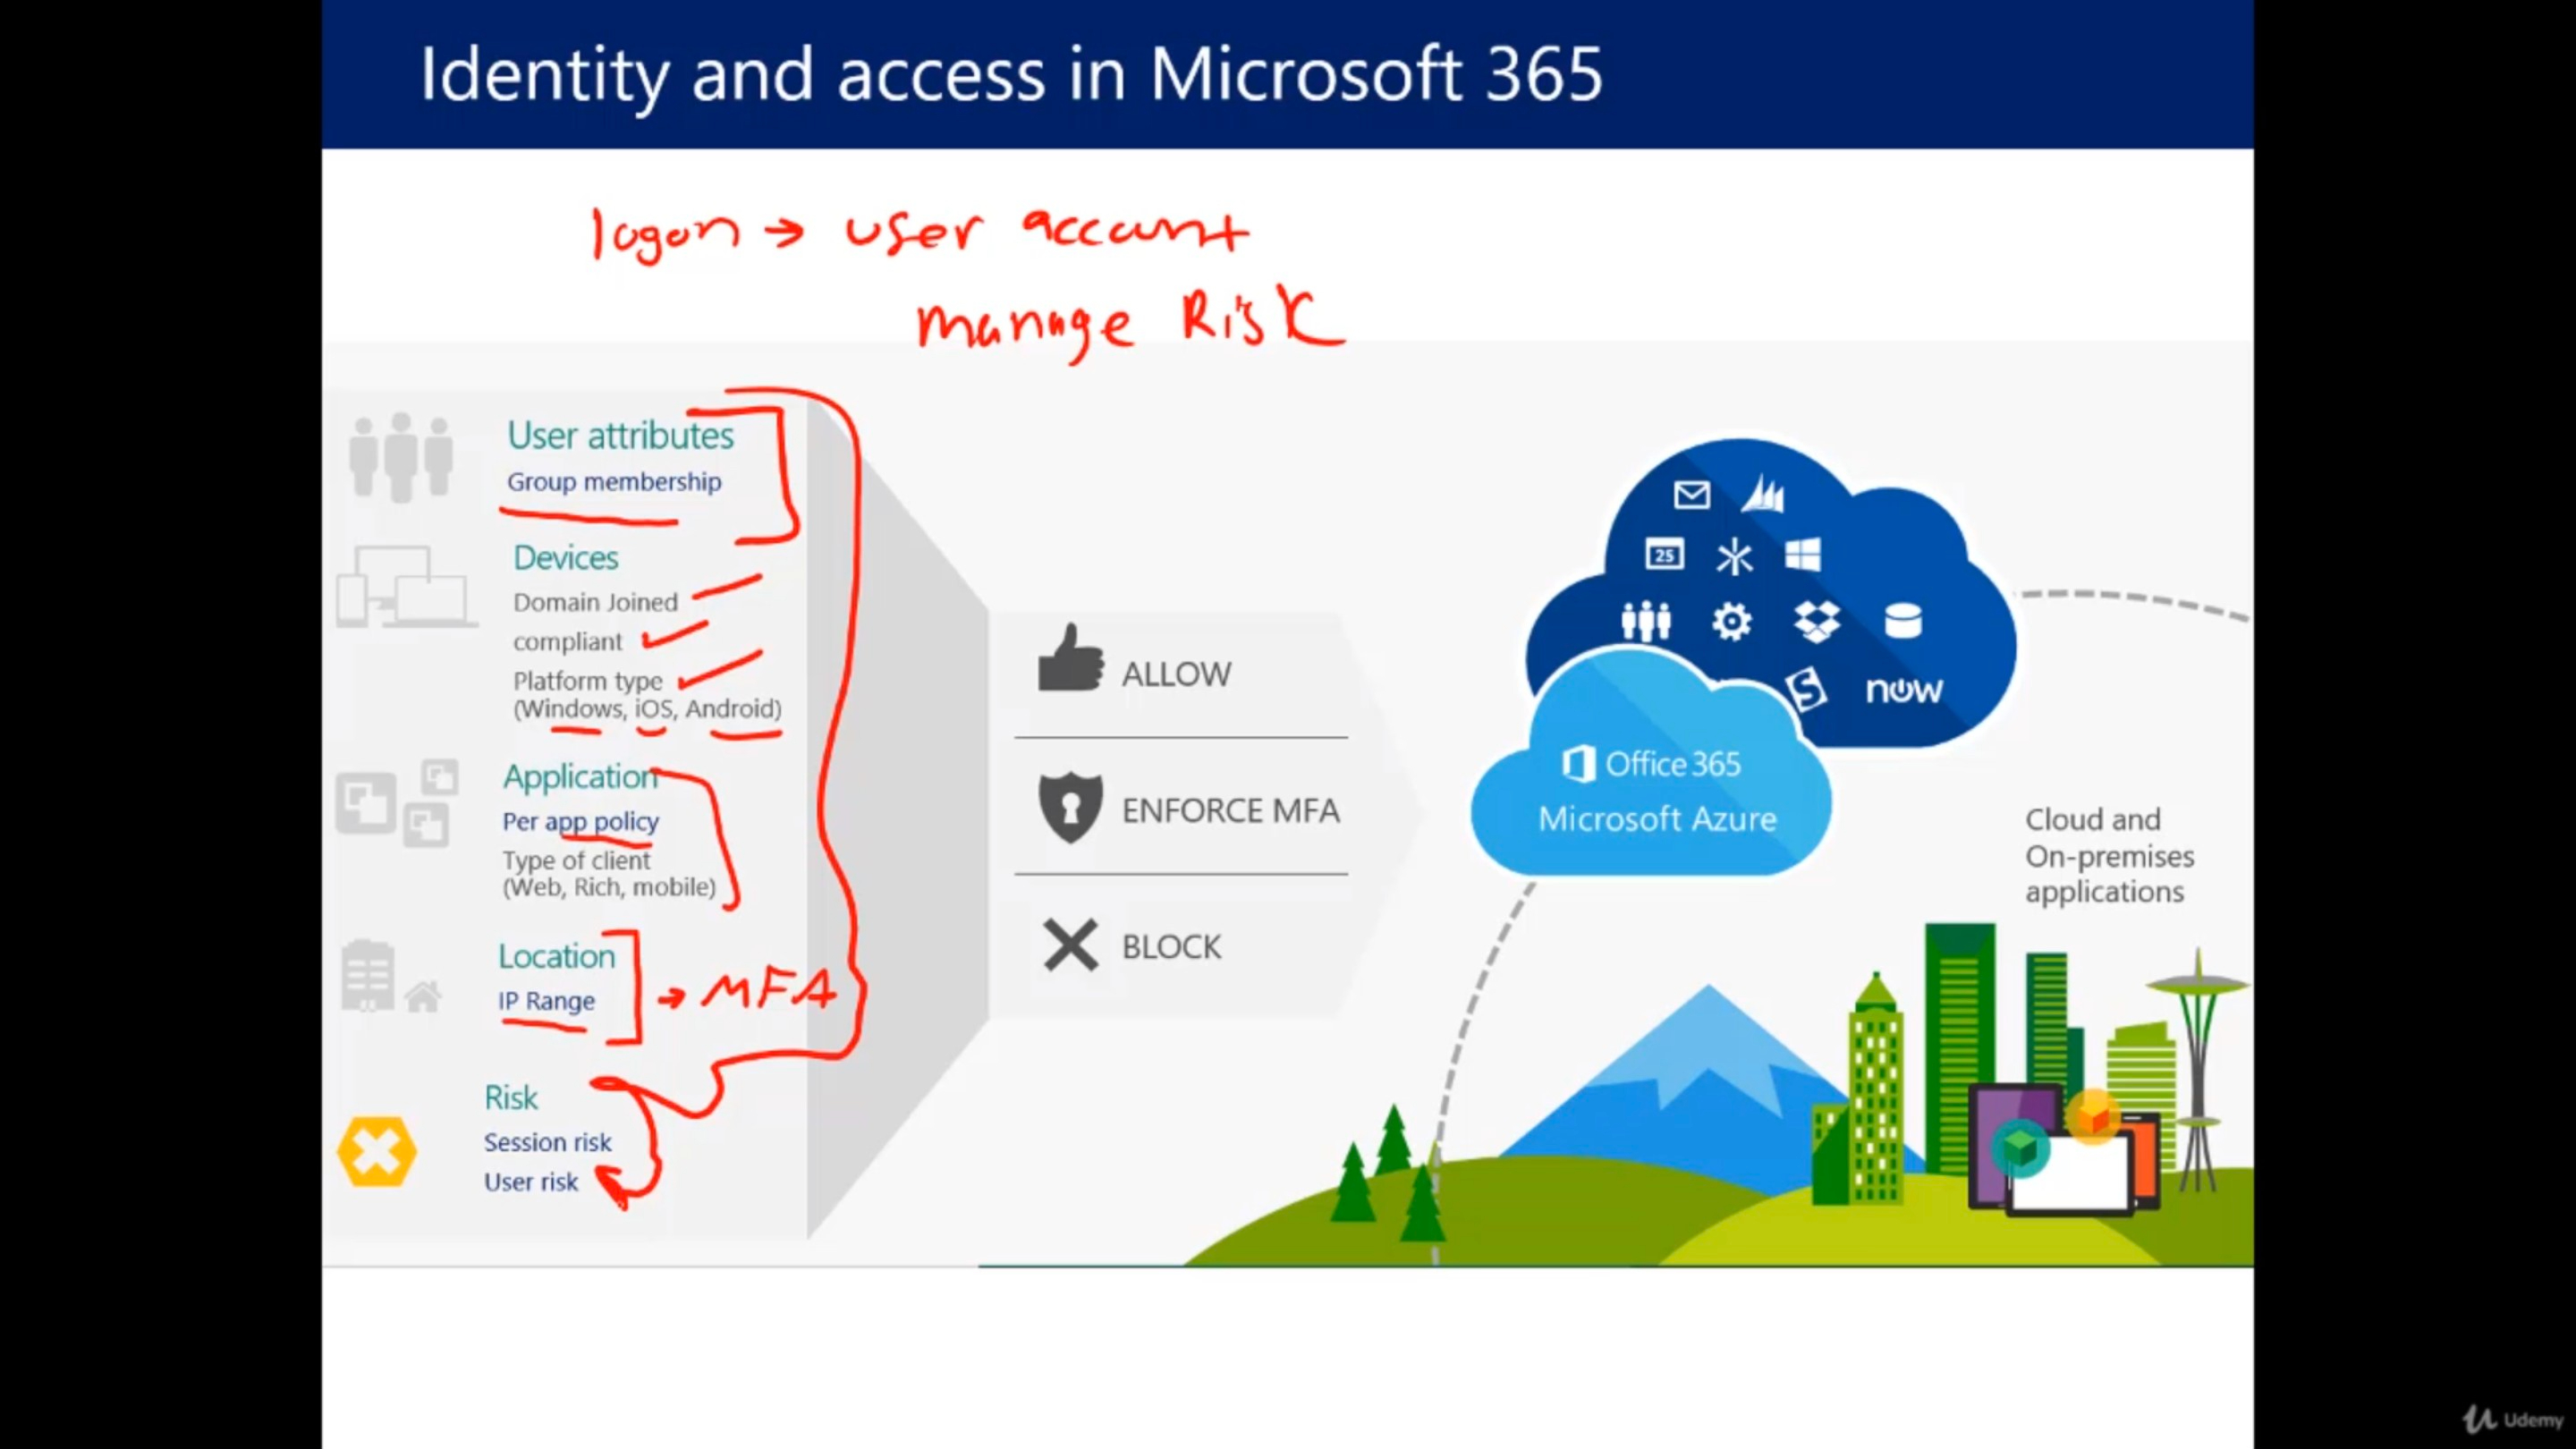 Identity and access in Microsoft 365
logon → user account
manage Risk
User attributes
Group membership
Devices
Domain Joined
compliant
Platform type
(Windows, iOS, Android)
Application
Per app policy
Type of client
(Web, Rich, mobile)
Location
IP Range
→ MFA
Risk
Session risk
User risk
ALLOW
ENFORCE MFA
BLOCK
25
S
now
Office 365
Microsoft Azure
Cloud and
On-premises
applications
Udemy